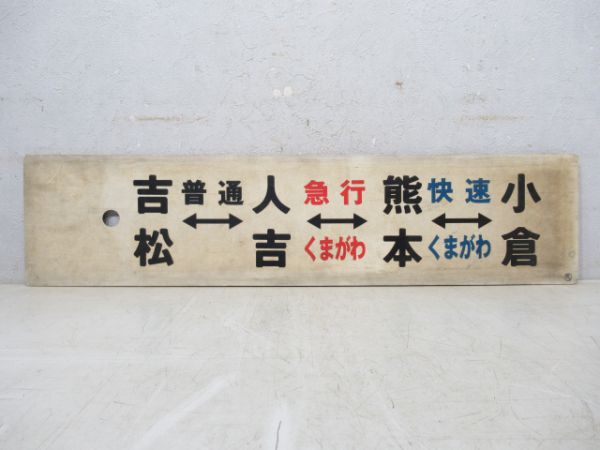 吉松 普通 ↔ 人吉 急行 ↔ くまがわ 熊本 快速 ↔ くまがわ 小倉